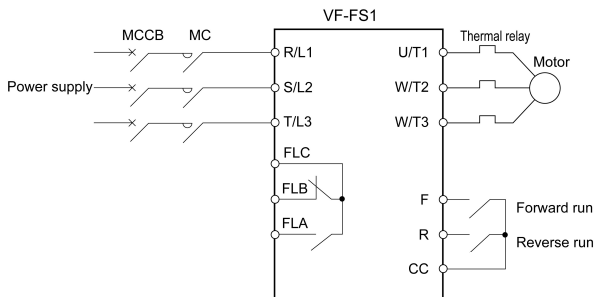 VF-FS1
MCCB MC
Thermal relay
R/L1 U/T1
Motor
Power supply S/L2 W/T2
T/L3 W/T3
FLC
FLB
F Forward run
FLA
R Reverse run
CC